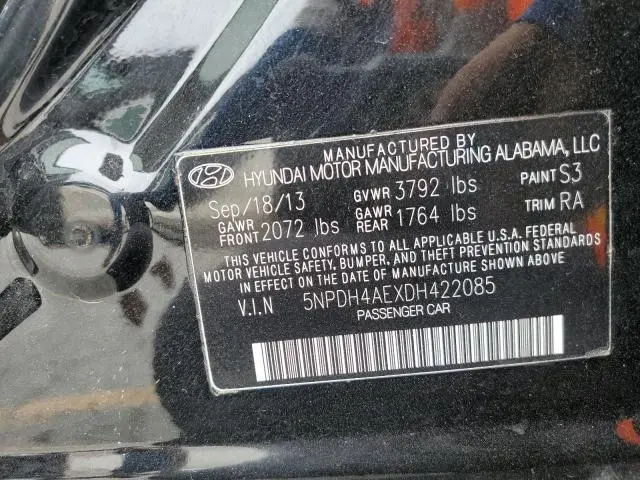 MANUFACTURED BY
HYUNDAI MOTOR MANUFACTURING ALABAMA, LLC
Sep/18/13 GVWR 3792 lbs PAINT S3
GAWR FRONT 2072 lbs GAWR REAR 1764 lbs TRIM RA
THIS VEHICLE CONFORMS TO ALL APPLICABLE U.S.A. FEDERAL
MOTOR VEHICLE SAFETY, BUMPER, AND THEFT PREVENTION STANDARDS
IN EFFECT ON THE DATE OF MANUFACTURE SHOWN ABOVE
V.I.N 5NPDH4AEXDH422085
PASSENGER CAR